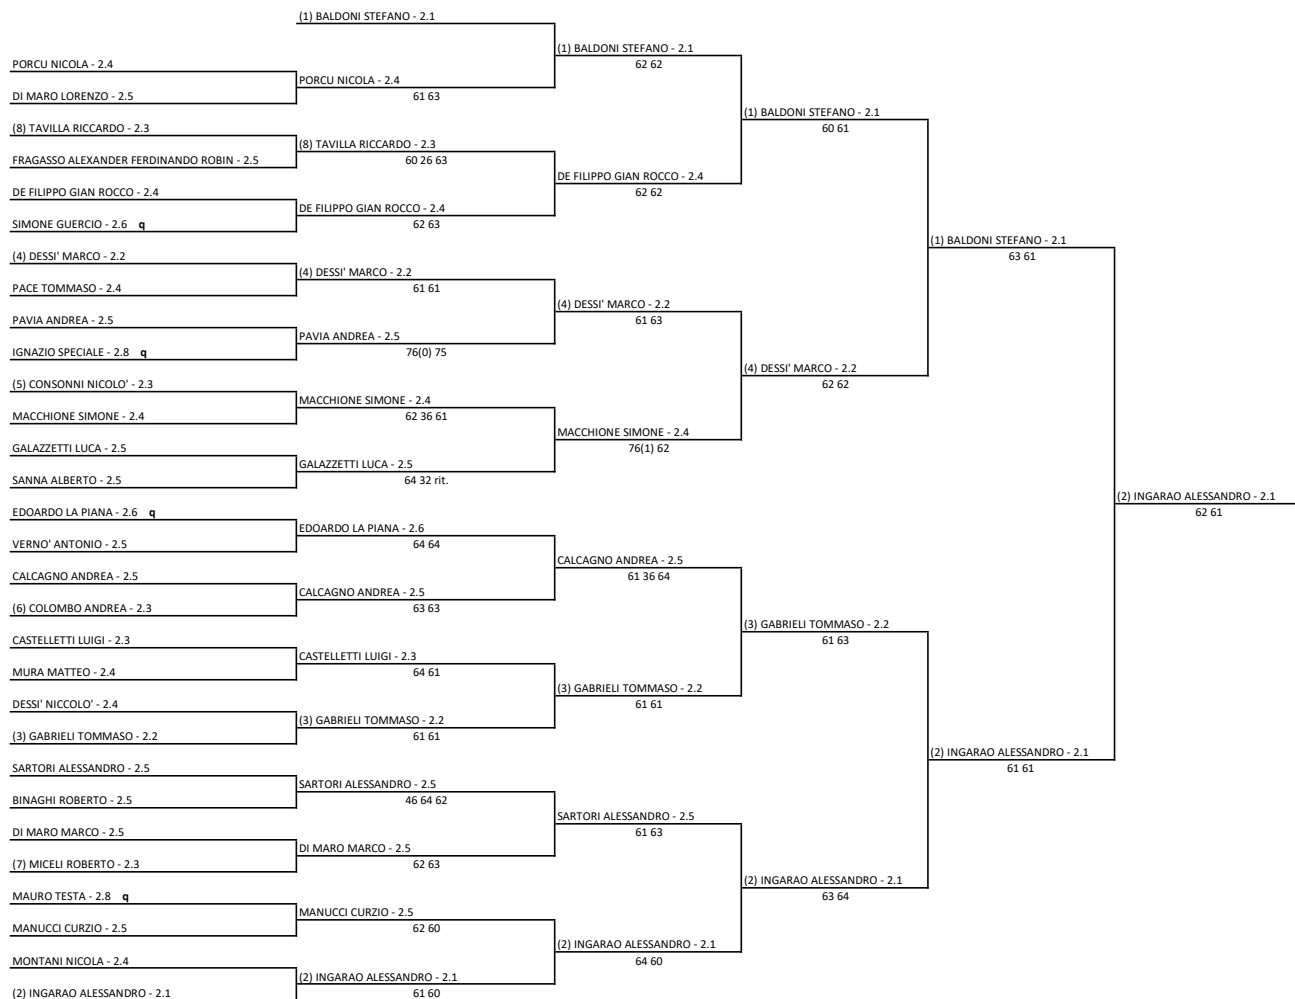 (1) BALDONI STEFANO - 2.1
PORCU NICOLA - 2.4
DI MARO LORENZO - 2.5
(8) TAVILLA RICCARDO - 2.3
FRAGASSO ALEXANDER FERDINANDO ROBIN - 2.5
DE FILIPPO GIAN ROCCO - 2.4
SIMONE GUERCIO - 2.6 q
(4) DESSI' MARCO - 2.2
PACE TOMMASO - 2.4
PAVIA ANDREA - 2.5
IGNAZIO SPECIALE - 2.8 q
(5) CONSONNI NICOLO' - 2.3
MACCHIONE SIMONE - 2.4
GALAZZETTI LUCA - 2.5
SANNA ALBERTO - 2.5
EDOARDO LA PIANA - 2.6 q
VERNO' ANTONIO - 2.5
CALCAGNO ANDREA - 2.5
(6) COLOMBO ANDREA - 2.3
CASTELLETTI LUIGI - 2.3
MURA MATTEO - 2.4
DESSI' NICCOLO' - 2.4
(3) GABRIELI TOMMASO - 2.2
SARTORI ALESSANDRO - 2.5
BINAGHI ROBERTO - 2.5
DI MARO MARCO - 2.5
(7) MICELI ROBERTO - 2.3
MAURO TESTA - 2.8 q
MANUCCI CURZIO - 2.5
MONTANI NICOLA - 2.4
(2) INGARAO ALESSANDRO - 2.1
PORCU NICOLA - 2.4
61 63
(8) TAVILLA RICCARDO - 2.3
60 26 63
DE FILIPPO GIAN ROCCO - 2.4
62 63
(4) DESSI' MARCO - 2.2
61 61
PAVIA ANDREA - 2.5
76(0) 75
MACCHIONE SIMONE - 2.4
62 36 61
GALAZZETTI LUCA - 2.5
64 32 rit.
EDOARDO LA PIANA - 2.6
64 64
CALCAGNO ANDREA - 2.5
63 63
CASTELLETTI LUIGI - 2.3
64 61
(3) GABRIELI TOMMASO - 2.2
61 61
SARTORI ALESSANDRO - 2.5
46 64 62
DI MARO MARCO - 2.5
62 63
MANUCCI CURZIO - 2.5
62 60
(2) INGARAO ALESSANDRO - 2.1
61 60
(1) BALDONI STEFANO - 2.1
62 62
DE FILIPPO GIAN ROCCO - 2.4
62 62
(4) DESSI' MARCO - 2.2
61 63
MACCHIONE SIMONE - 2.4
76(1) 62
CALCAGNO ANDREA - 2.5
61 36 64
(3) GABRIELI TOMMASO - 2.2
61 61
SARTORI ALESSANDRO - 2.5
61 63
(2) INGARAO ALESSANDRO - 2.1
64 60
(1) BALDONI STEFANO - 2.1
60 61
(4) DESSI' MARCO - 2.2
62 62
(3) GABRIELI TOMMASO - 2.2
61 63
(2) INGARAO ALESSANDRO - 2.1
63 64
(1) BALDONI STEFANO - 2.1
63 61
(2) INGARAO ALESSANDRO - 2.1
61 61
(2) INGARAO ALESSANDRO - 2.1
62 61